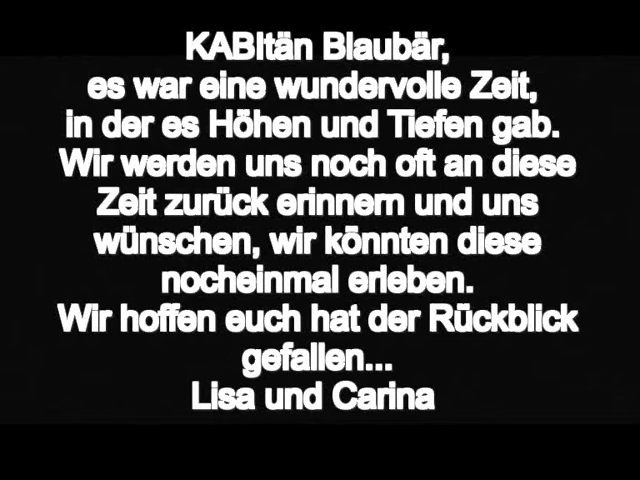 KABItän Blaubär,
es war eine wundervolle Zeit,
in der es Höhen und Tiefen gab.
Wir werden uns noch oft an diese
Zeit zurück erinnern und uns
wünschen, wir könnten diese
nocheinmal erleben.
Wir hoffen euch hat der Rückblick
gefallen...
Lisa und Carina